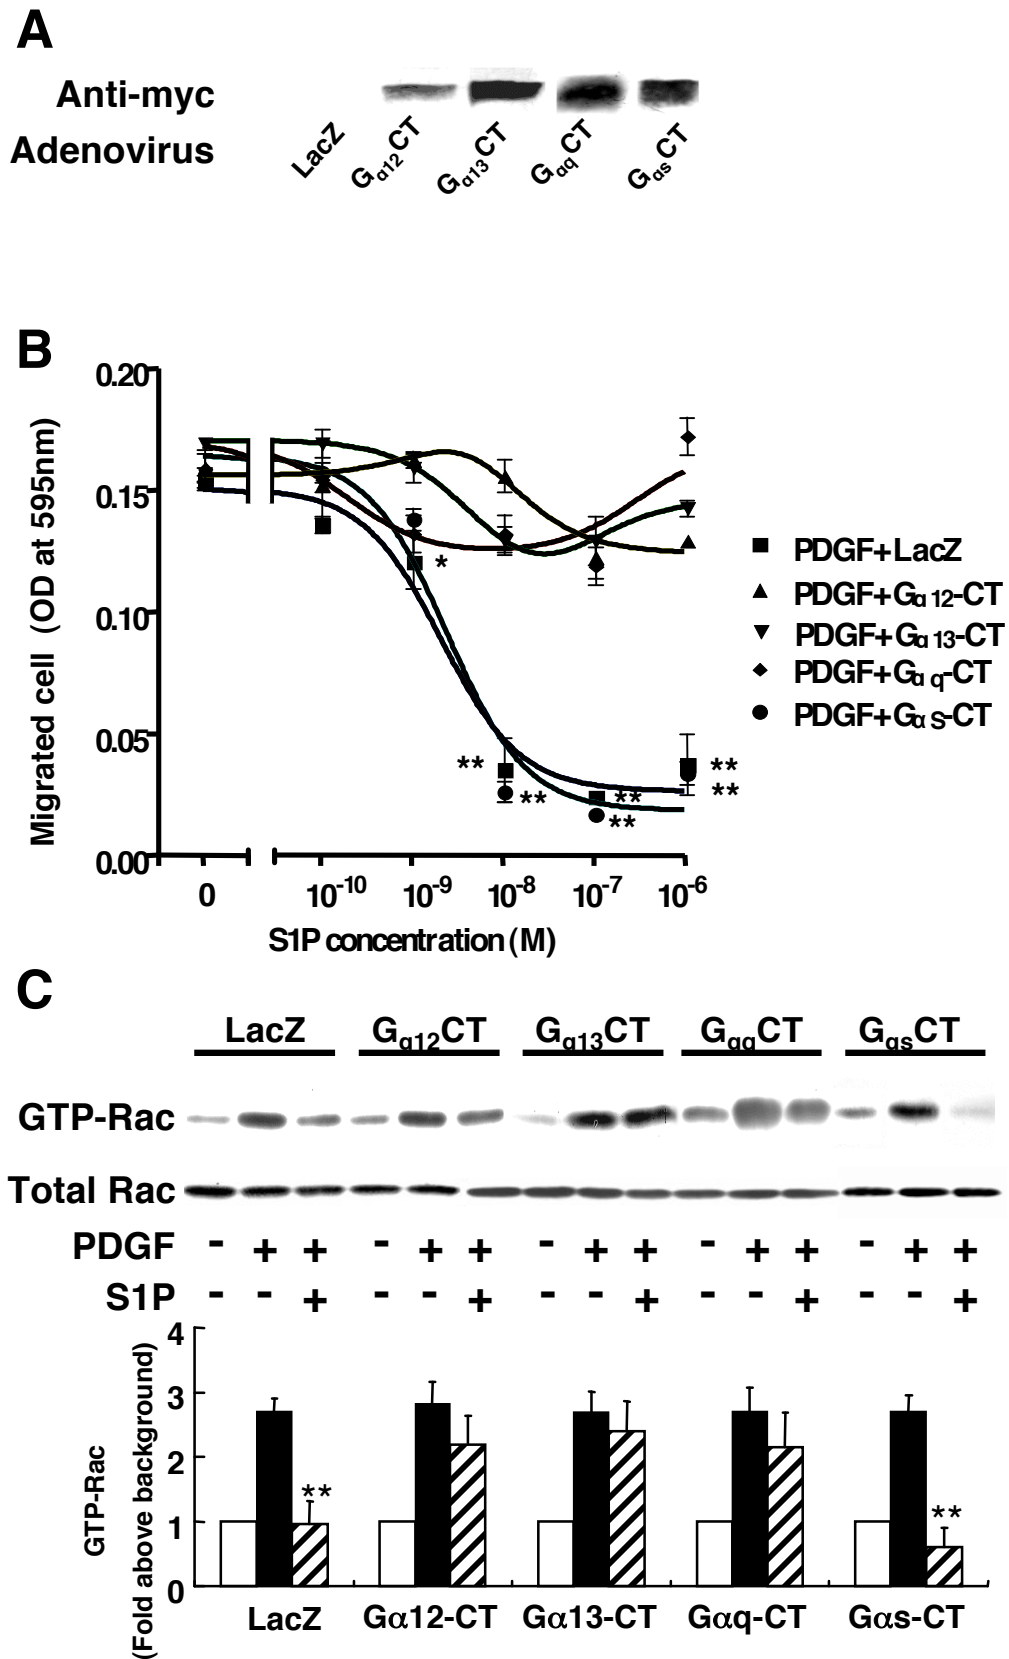 A
Anti-myc
Adenovirus LacZ Gα12CT Gα13CT GαqCT GαsCT
B
Migrated cell (OD at 595nm)
0.20
0.15
0.10
0.05
0.00
*
** ** ** ** ** **
PDGF+LacZ
PDGF+Gα12-CT
PDGF+Gα13-CT
PDGF+Gαq-CT
PDGF+GαS-CT
0 10-10 10-9 10-8 10-7 10-6
S1P concentration (M)
C
LacZ Gα12CT Gα13CT GαqCT GαsCT
GTP-Rac
Total Rac
PDGF - + + - + + - + + - + + - + +
S1P - - + - - + - - + - - + - - +
GTP-Rac
(Fold above background)
4
3
2
1
0
** **
LacZ Gα12-CT Gα13-CT Gαq-CT Gαs-CT